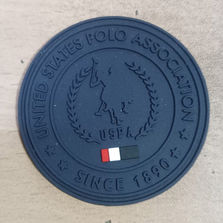 UNITED STATES POLO ASSOCIATION
USPA
SINCE 1890